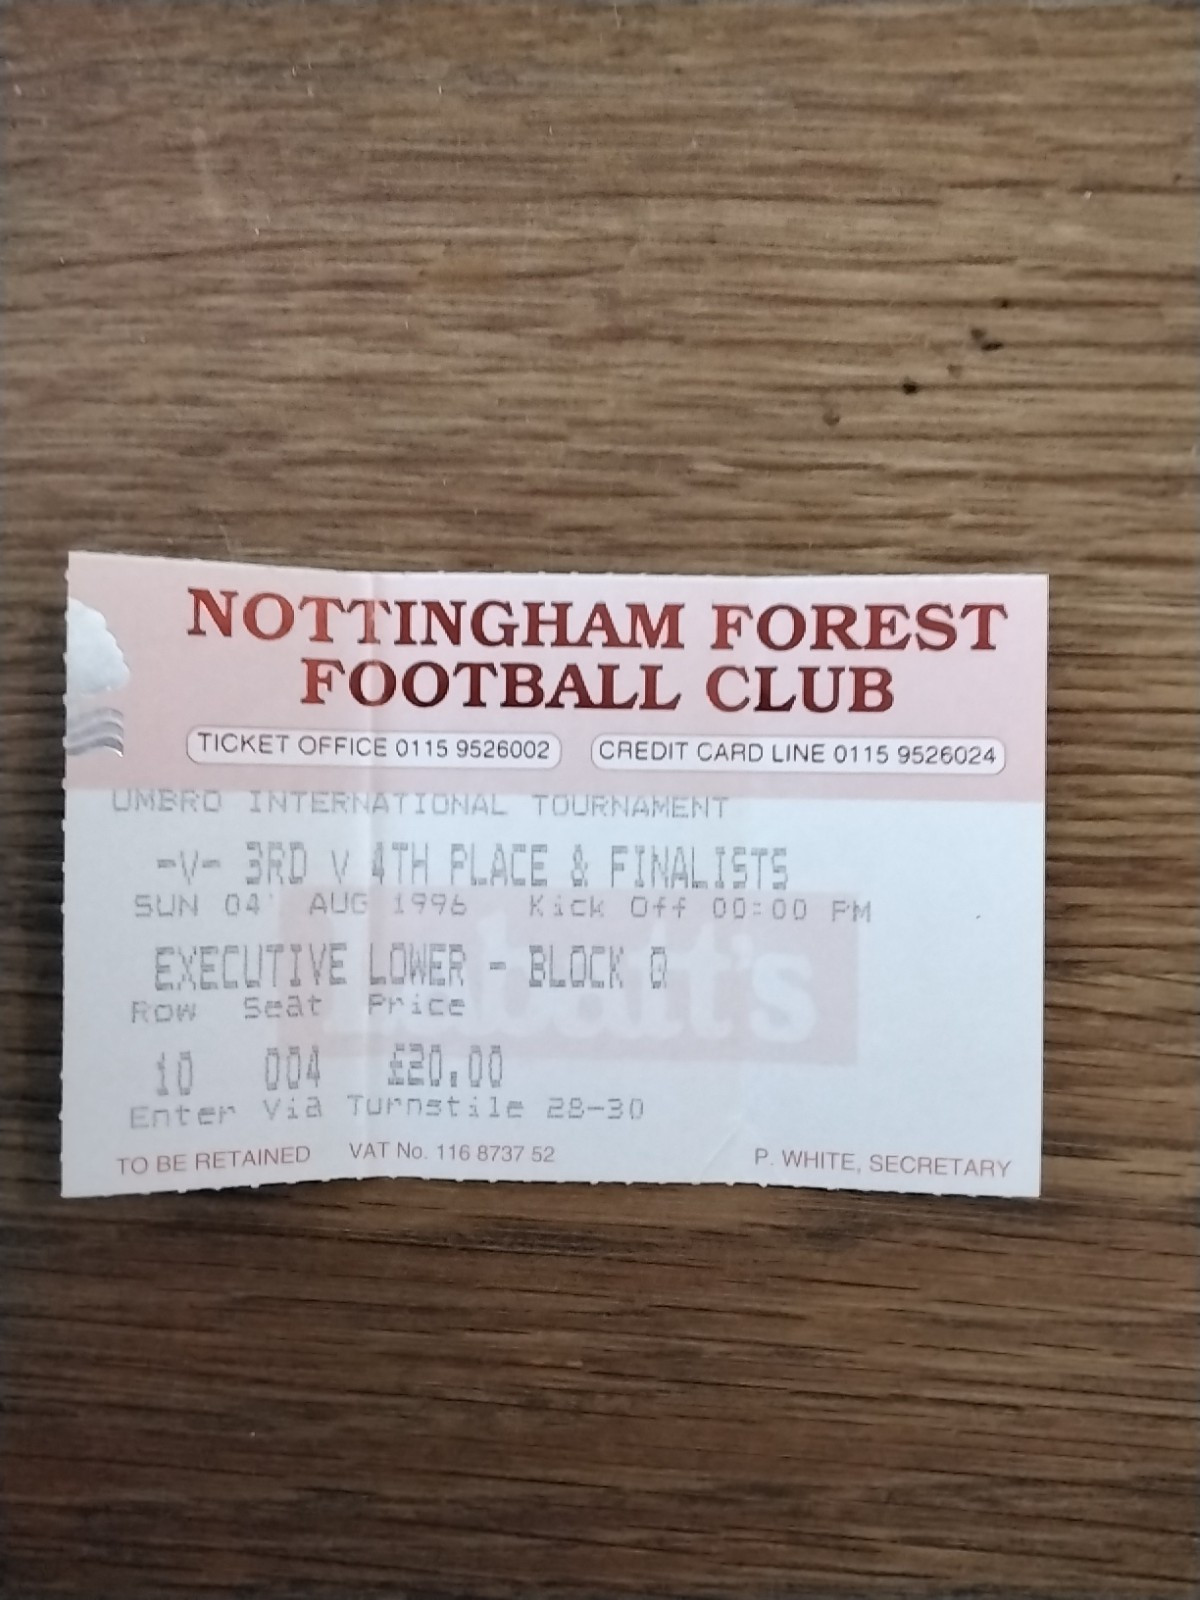 NOTTINGHAM FOREST
FOOTBALL CLUB
TICKET OFFICE 0115 9526002 CREDIT CARD LINE 0115 9526024
UMBRO INTERNATIONAL TOURNAMENT
-V- 3RD V 4TH PLACE & FINALISTS
SUN 04 AUG 1996 Kick Off 00:00 PM
Labatt's
EXECUTIVE LOWER - BLOCK Q
Row Seat Price
10 004 £20.00
Enter Via Turnstile 28-30
TO BE RETAINED VAT No. 116 8737 52 P. WHITE, SECRETARY